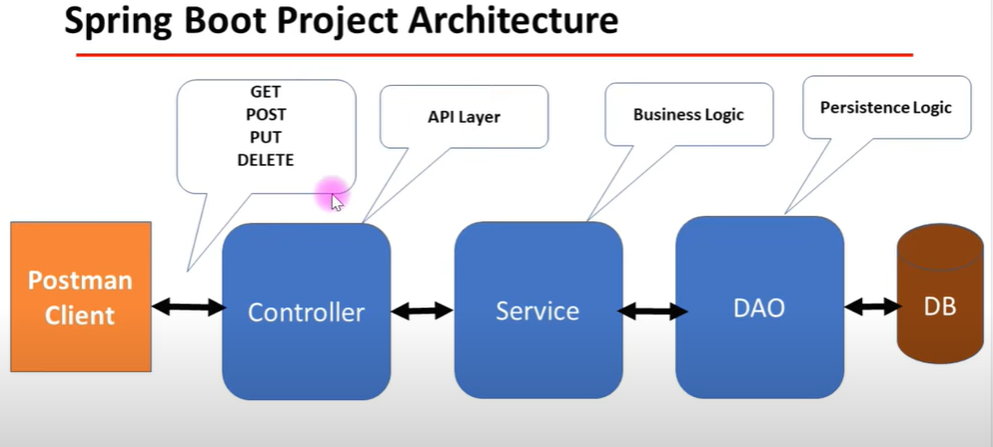 Spring Boot Project Architecture
GET
POST
PUT
DELETE
API Layer
Business Logic
Persistence Logic
Postman
Client
Controller
Service
DAO
DB